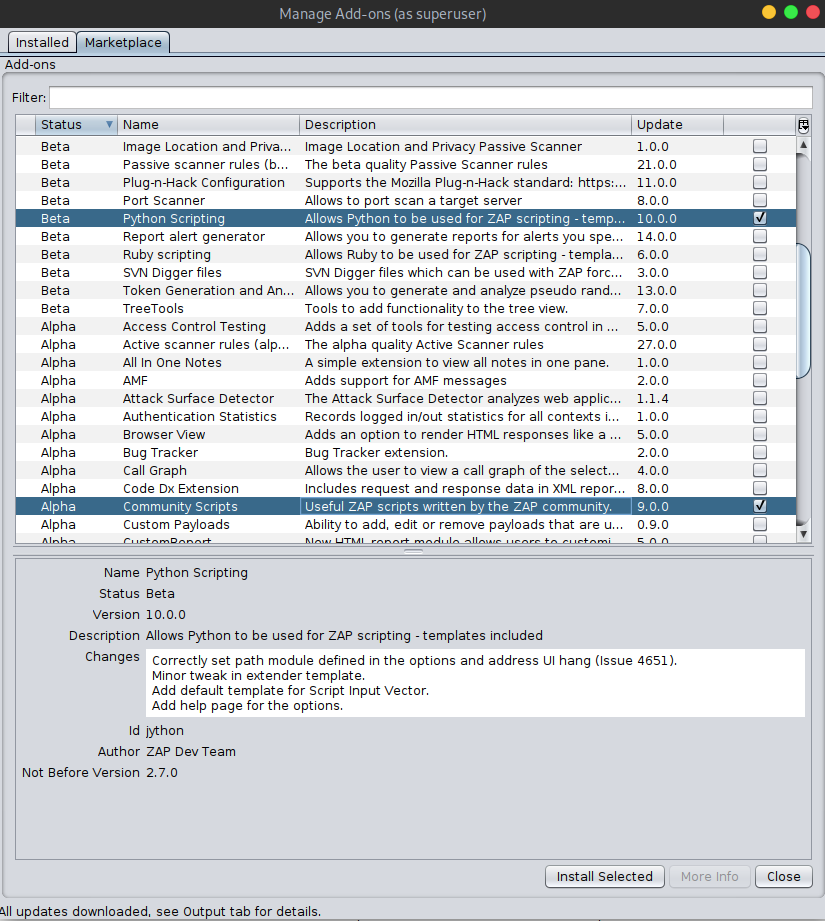 Manage Add-ons (as superuser)
Installed Marketplace
Add-ons
Filter:
Status Name Description Update
Beta Image Location and Priva... Image Location and Privacy Passive Scanner 1.0.0
Beta Passive scanner rules (b... The beta quality Passive Scanner rules 21.0.0
Beta Plug-n-Hack Configuration Supports the Mozilla Plug-n-Hack standard: https:... 11.0.0
Beta Port Scanner Allows to port scan a target server 8.0.0
Beta Python Scripting Allows Python to be used for ZAP scripting - temp... 10.0.0
Beta Report alert generator Allows you to generate reports for alerts you spe... 14.0.0
Beta Ruby scripting Allows Ruby to be used for ZAP scripting - templa... 6.0.0
Beta SVN Digger files SVN Digger files which can be used with ZAP forc... 3.0.0
Beta Token Generation and An... Allows you to generate and analyze pseudo rand... 13.0.0
Beta TreeTools Tools to add functionality to the tree view. 7.0.0
Alpha Access Control Testing Adds a set of tools for testing access control in ... 5.0.0
Alpha Active scanner rules (alp... The alpha quality Active Scanner rules 27.0.0
Alpha All In One Notes A simple extension to view all notes in one pane. 1.0.0
Alpha AMF Adds support for AMF messages 2.0.0
Alpha Attack Surface Detector The Attack Surface Detector analyzes web applic... 1.1.4
Alpha Authentication Statistics Records logged in/out statistics for all contexts i... 1.0.0
Alpha Browser View Adds an option to render HTML responses like a ... 5.0.0
Alpha Bug Tracker Bug Tracker extension. 2.0.0
Alpha Call Graph Allows the user to view a call graph of the select... 4.0.0
Alpha Code Dx Extension Includes request and response data in XML repor... 8.0.0
Alpha Community Scripts Useful ZAP scripts written by the ZAP community. 9.0.0
Alpha Custom Payloads Ability to add, edit or remove payloads that are u... 0.9.0
Alpha CustomReport New HTML report module allows users to customi... 5.0.0
Name Python Scripting
Status Beta
Version 10.0.0
Description Allows Python to be used for ZAP scripting - templates included
Changes Correctly set path module defined in the options and address UI hang (Issue 4651).
Minor tweak in extender template.
Add default template for Script Input Vector.
Add help page for the options.
Id jython
Author ZAP Dev Team
Not Before Version 2.7.0
Install Selected More Info Close
All updates downloaded, see Output tab for details.